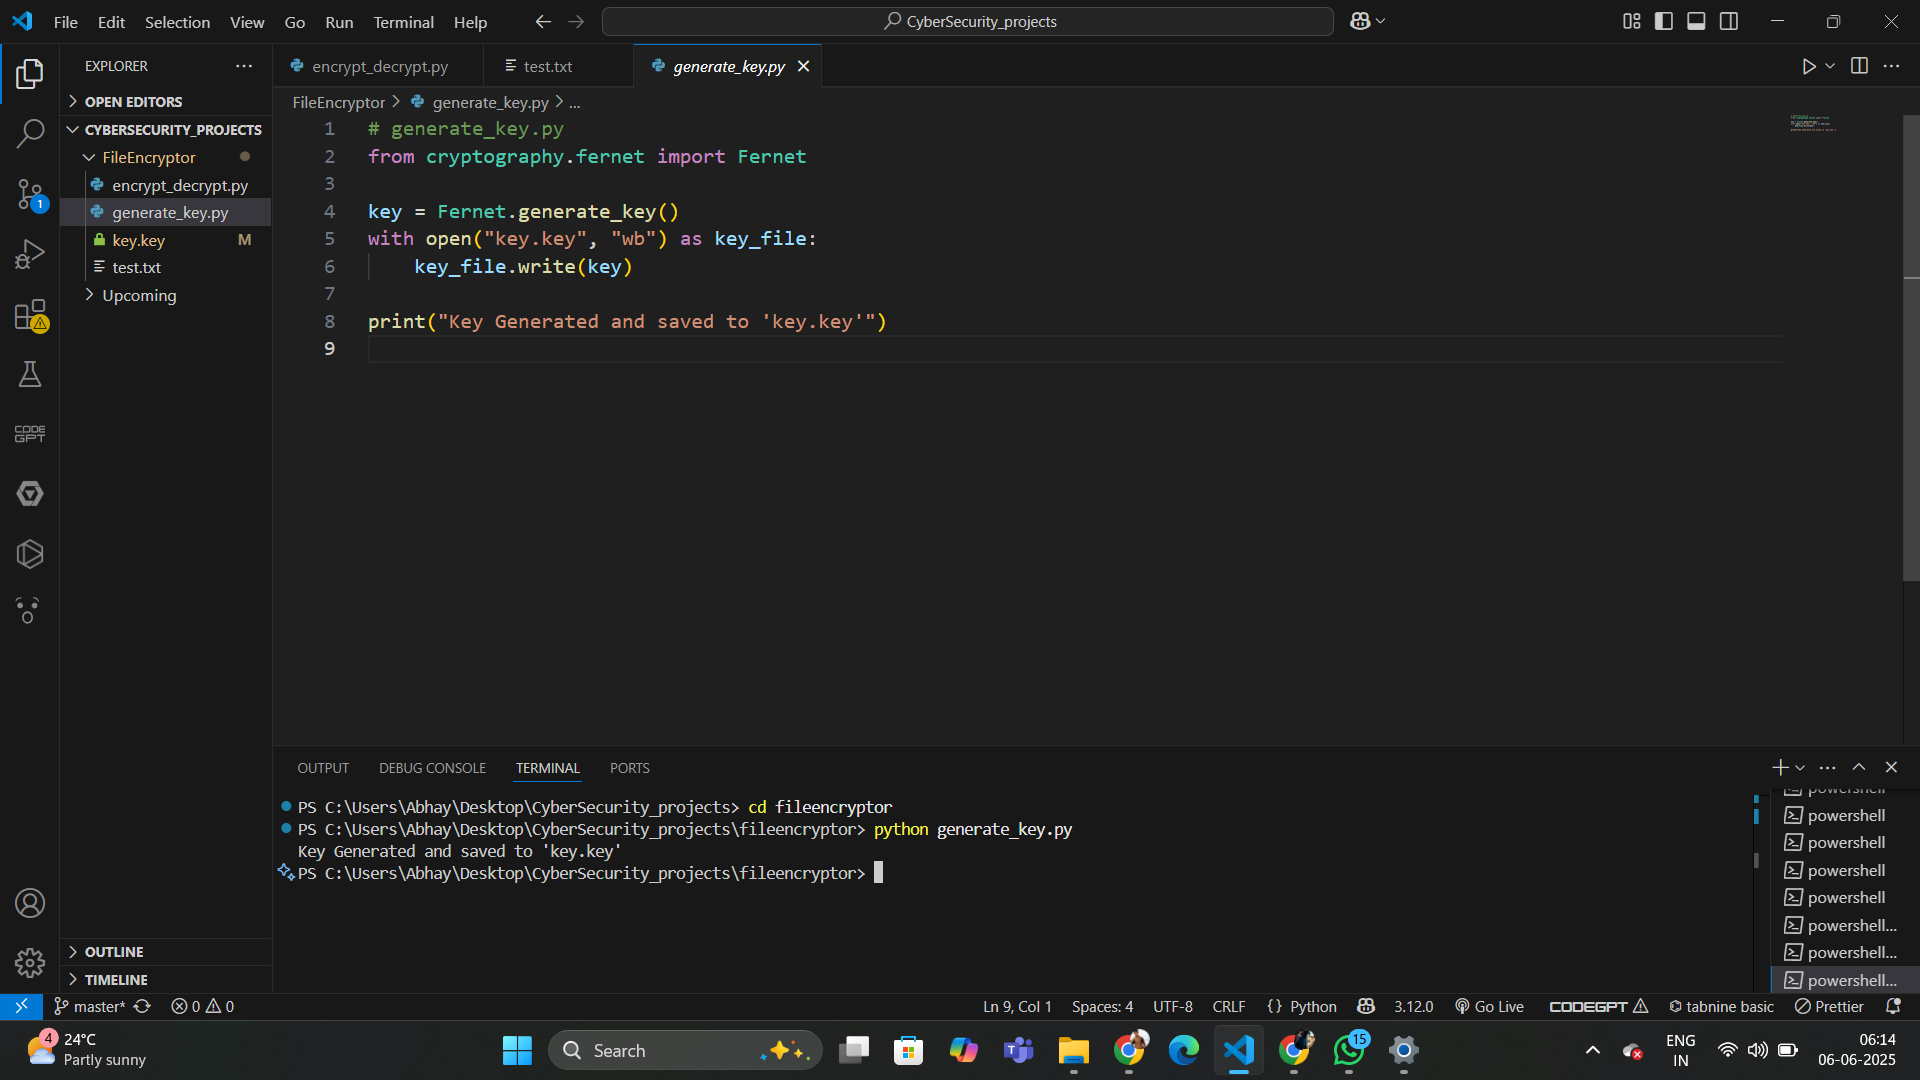 File Edit Selection View Go Run Terminal Help
CyberSecurity_projects
EXPLORER
OPEN EDITORS
CYBERSECURITY_PROJECTS
FileEncryptor
encrypt_decrypt.py
generate_key.py
key.key M
test.txt
Upcoming
1
OUTLINE
TIMELINE
CODE
GPT
encrypt_decrypt.py
test.txt
generate_key.py
FileEncryptor > generate_key.py > ...
1 # generate_key.py
2 from cryptography.fernet import Fernet
3
4 key = Fernet.generate_key()
5 with open("key.key", "wb") as key_file:
6     key_file.write(key)
7
8 print("Key Generated and saved to 'key.key'")
9
OUTPUT DEBUG CONSOLE TERMINAL PORTS
PS C:\Users\Abhay\Desktop\CyberSecurity_projects> cd fileencryptor
PS C:\Users\Abhay\Desktop\CyberSecurity_projects\fileencryptor> python generate_key.py
Key Generated and saved to 'key.key'
PS C:\Users\Abhay\Desktop\CyberSecurity_projects\fileencryptor>
powershell
powershell
powershell
powershell
powershell
powershell...
powershell...
powershell...
master* 0 0
Ln 9, Col 1 Spaces: 4 UTF-8 CRLF {} Python 3.12.0 Go Live CODEGPT tabnine basic Prettier
4
24°C
Partly sunny
Search
15
ENG
IN
06:14
06-06-2025